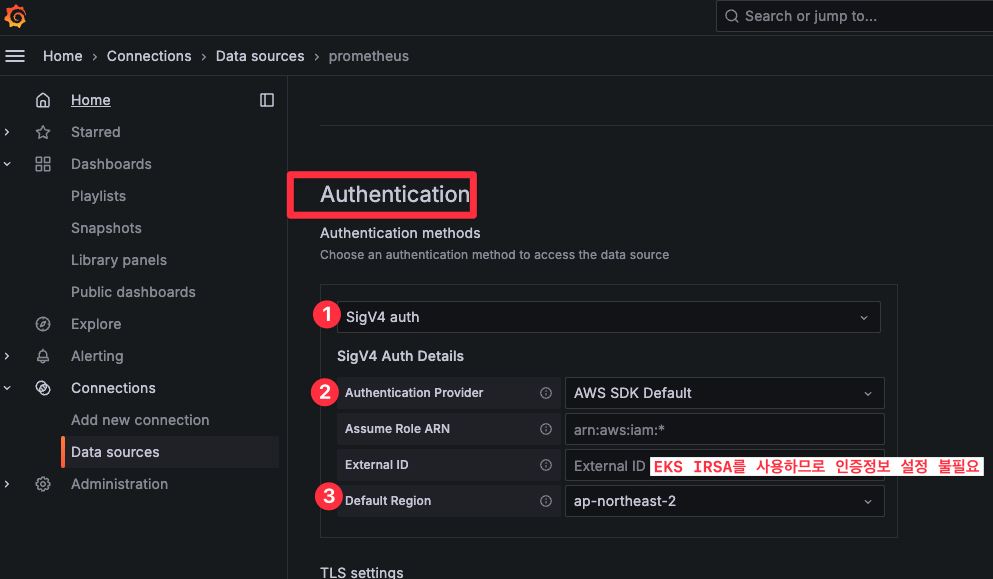 Search or jump to...
Home › Connections › Data sources › prometheus
Home
Starred
Dashboards
Playlists
Snapshots
Library panels
Public dashboards
Explore
Alerting
Connections
Add new connection
Data sources
Administration
Authentication
Authentication methods
Choose an authentication method to access the data source
1 SigV4 auth
SigV4 Auth Details
2 Authentication Provider AWS SDK Default
Assume Role ARN arn:aws:iam:*
External ID External ID EKS IRSA를 사용하므로 인증정보 설정 불필요
3 Default Region ap-northeast-2
TLS settings